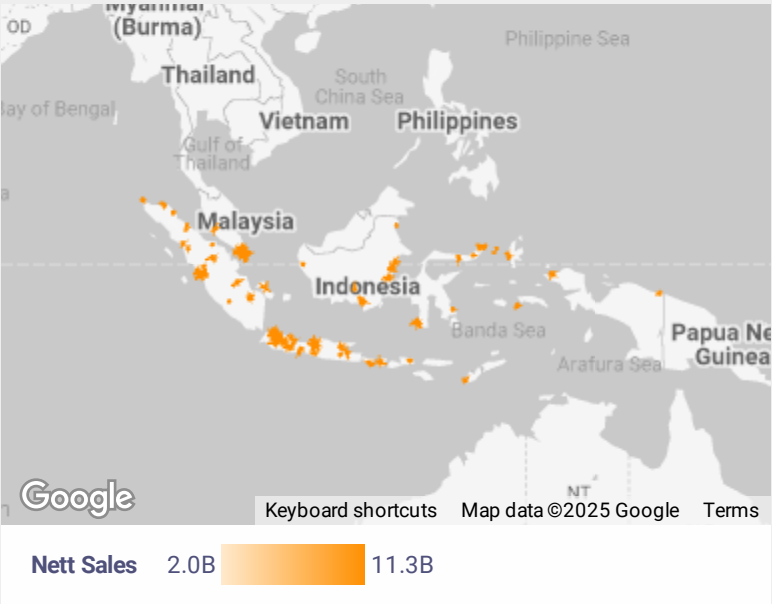 Myanmar
OD
(Burma)
Philippine Sea
Thailand
South
China Sea
Bay of Bengal
Vietnam
Philippines
Gulf of
Thailand
a
Malaysia
Indonesia
Banda Sea
Papua Ne
Guinea
Arafura Sea
NT
Google
n
Keyboard shortcuts
Map data ©2025 Google
Terms
Nett Sales
2.0B
11.3B